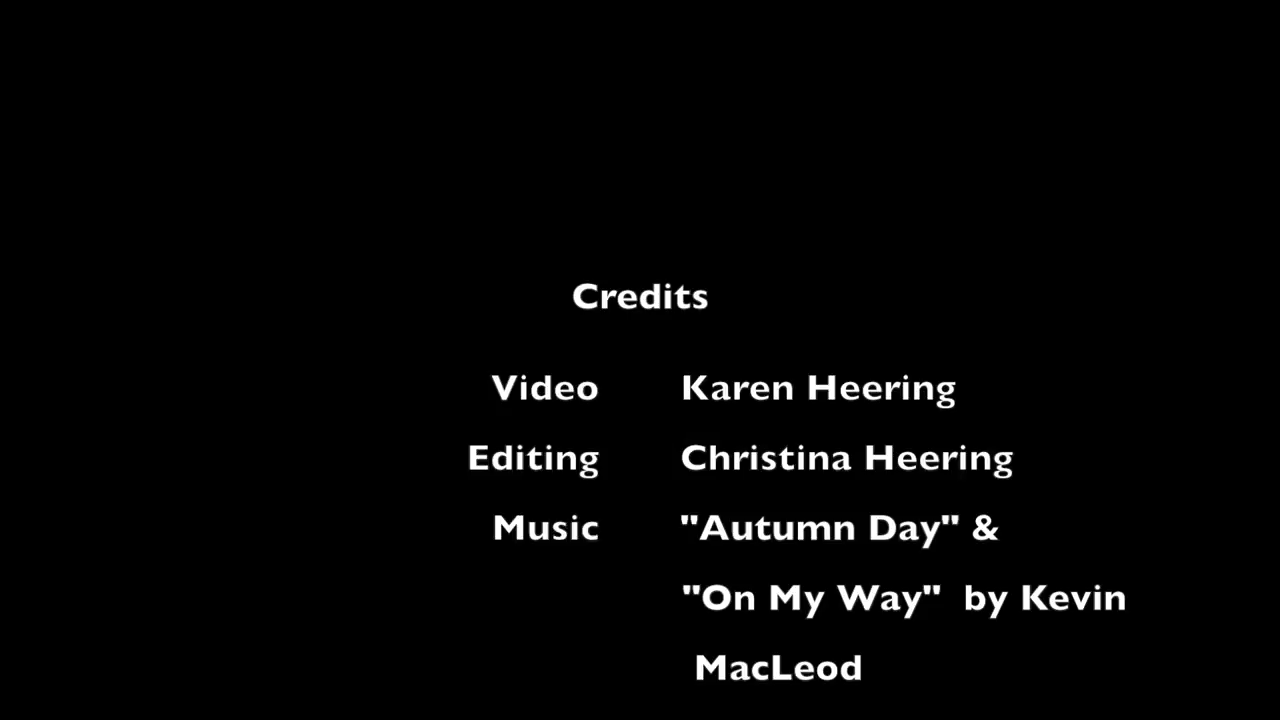 Credits
Video Karen Heering
Editing Christina Heering
Music "Autumn Day" &
"On My Way" by Kevin
MacLeod